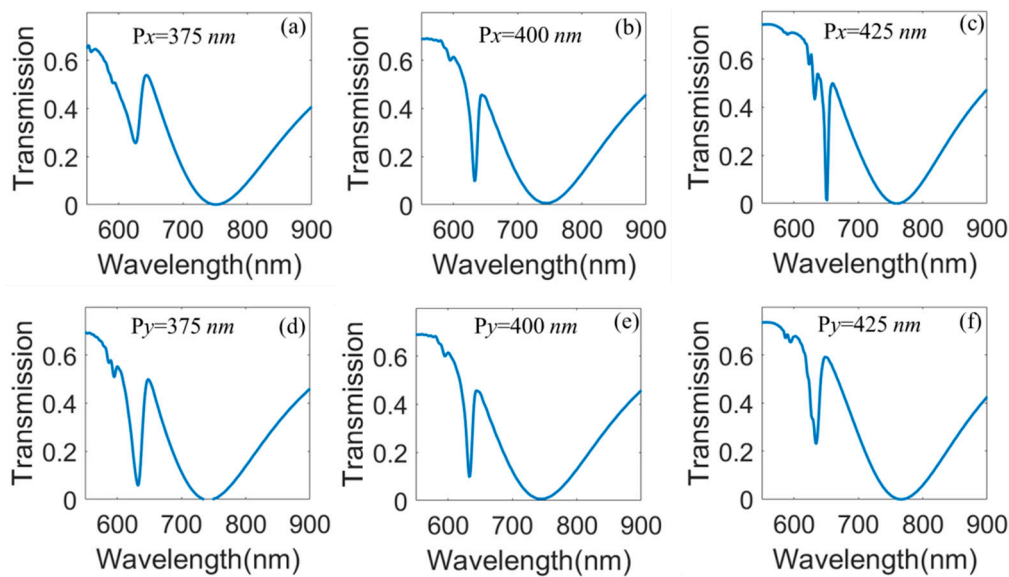 Px=375 nm (a)
Transmission
0.6
0.4
0.2
0
600 700 800 900
Wavelength(nm)
Px=400 nm (b)
Transmission
0.6
0.4
0.2
0
600 700 800 900
Wavelength(nm)
Px=425 nm (c)
Transmission
0.6
0.4
0.2
0
600 700 800 900
Wavelength(nm)
Py=375 nm (d)
Transmission
0.6
0.4
0.2
0
600 700 800 900
Wavelength(nm)
Py=400 nm (e)
Transmission
0.6
0.4
0.2
0
600 700 800 900
Wavelength(nm)
Py=425 nm (f)
Transmission
0.6
0.4
0.2
0
600 700 800 900
Wavelength(nm)